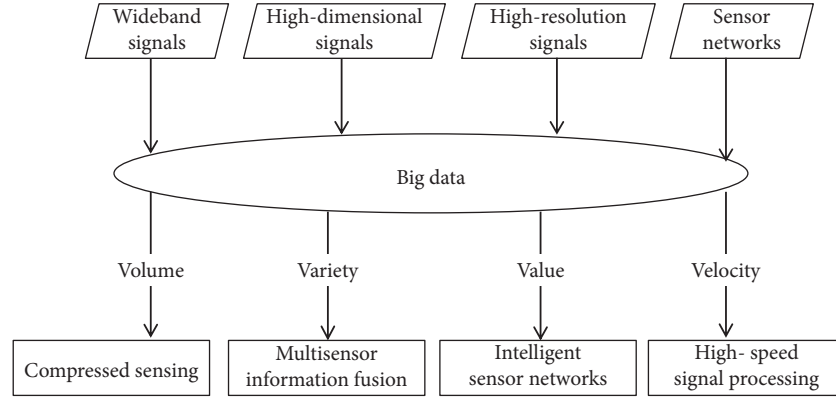 Wideband
signals
High-dimensional
signals
High-resolution
signals
Sensor
networks
Big data
Volume
Variety
Value
Velocity
Compressed sensing
Multisensor
information fusion
Intelligent
sensor networks
High- speed
signal processing